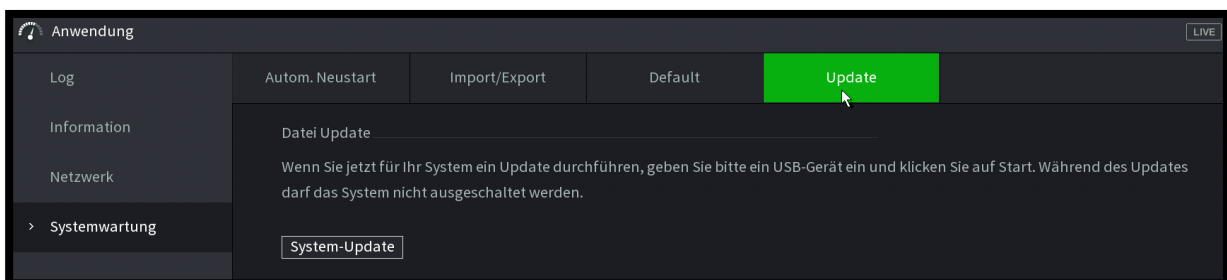 Anwendung
LIVE
Log
Autom. Neustart
Import/Export
Default
Update
Information
Datei Update
Wenn Sie jetzt für Ihr System ein Update durchführen, geben Sie bitte ein USB-Gerät ein und klicken Sie auf Start. Während des Updates
darf das System nicht ausgeschaltet werden.
Netzwerk
> Systemwartung
System-Update